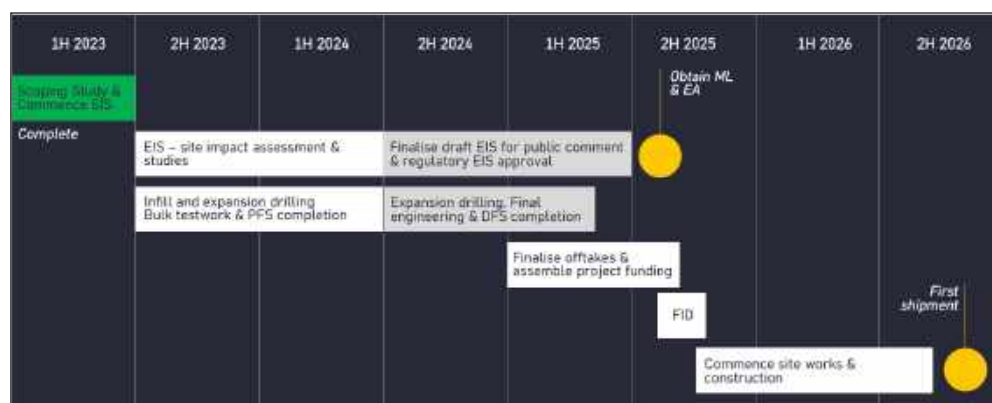 1H 2023
2H 2023
1H 2024
2H 2024
1H 2025
2H 2025
1H 2026
2H 2026
Scoping Study &
Commence EIS
Complete
Obtain ML
& EA
EIS – site impact assessment &
studies
Finalise draft EIS for public comment
& regulatory EIS approval
Infill and expansion drilling
Bulk testwork & PFS completion
Expansion drilling, Final
engineering & DFS completion
Finalise offtakes &
assemble project funding
FID
First
shipment
Commence site works &
construction